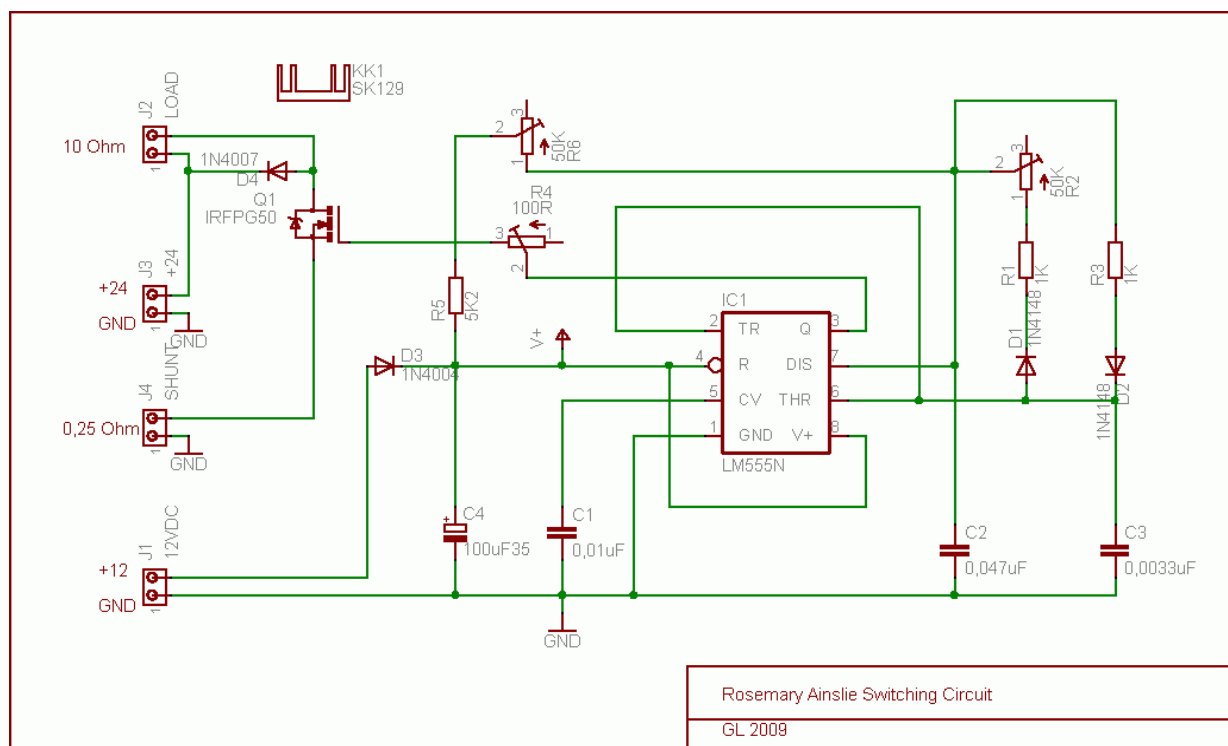 KK1
SK129
J2
LOAD
10 Ohm
1
1N4007
D4
Q1
IRFPG50
3
2
1
50K
R6
R4
100R
3
1
2
3
2
1
50K
R2
R1
1K
R3
1K
J3
+24
+24
GND
1
GND
R5
5K2
V+
IC1
2
TR
Q
3
4
R
DIS
7
5
CV
THR
6
1
GND
V+
8
LM555N
D1
1N4148
1N4148
D2
D3
1N4004
J4
SHUNT
0,25 Ohm
1
GND
J1
12VDC
+12
GND
1
+
C4
100uF35
C1
0,01uF
C2
0,047uF
C3
0,0033uF
GND
Rosemary Ainslie Switching Circuit
GL 2009